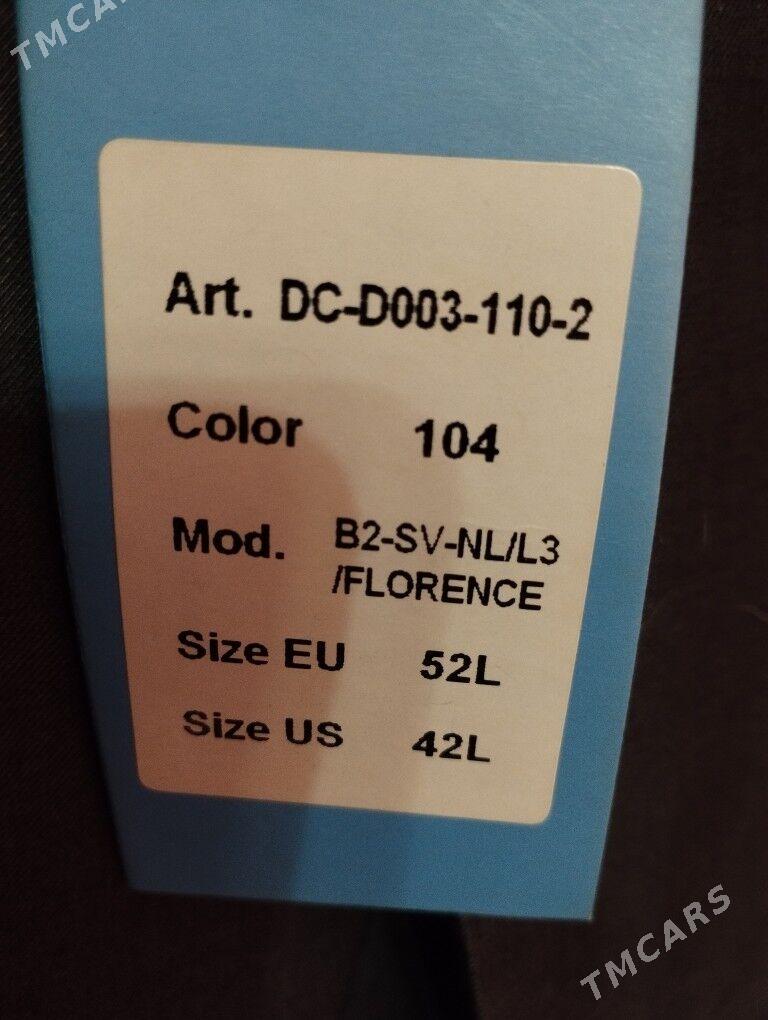 TMCARS
Art. DC-D003-110-2
Color 104
Mod. B2-SV-NL/L3
/FLORENCE
Size EU 52L
Size US 42L
TMCARS